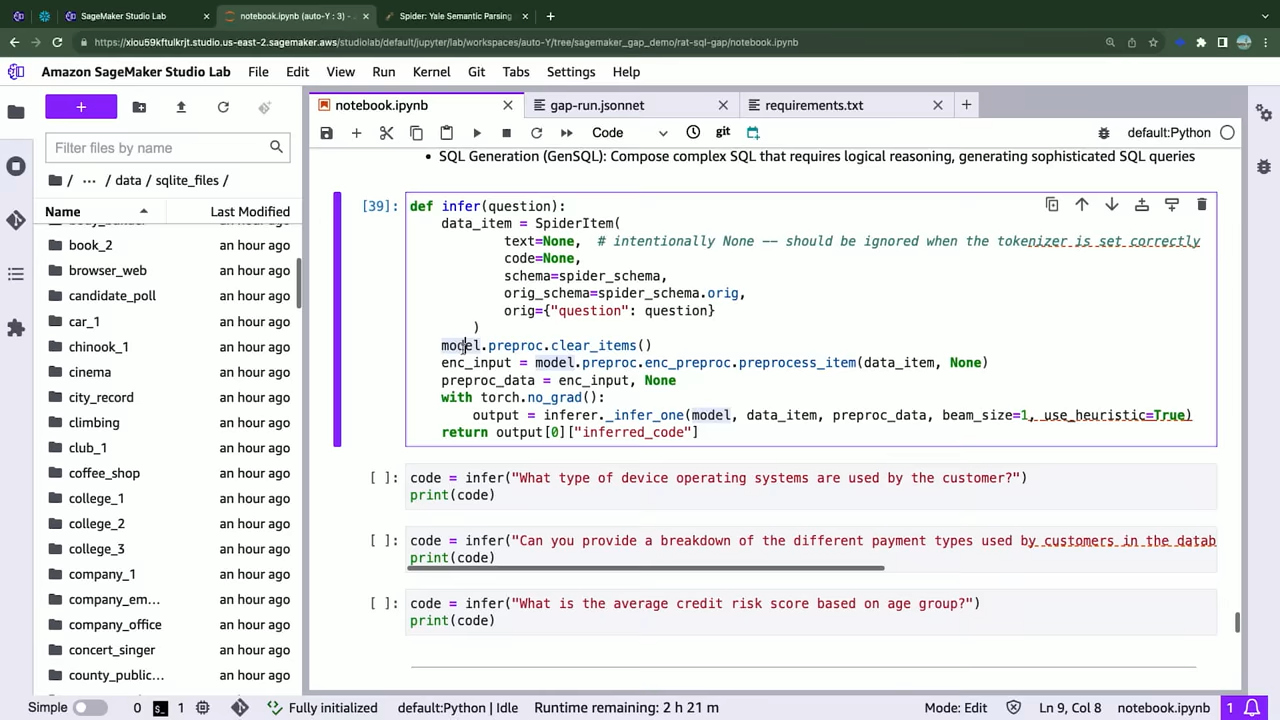 SageMaker Studio Lab
notebook.ipynb (auto-Y : 3) -
Spider: Yale Semantic Parsing
https://xiou59kftulkrjt.studio.us-east-2.sagemaker.aws/studiolab/default/jupyter/lab/workspaces/auto-Y/tree/sagemaker_gap_demo/rat-sql-gap/notebook.ipynb
Amazon SageMaker Studio Lab File Edit View Run Kernel Git Tabs Settings Help
notebook.ipynb
gap-run.jsonnet
requirements.txt
Code
git
default:Python
Filter files by name
/ ··· / data / sqlite_files /
Name Last Modified
book_2 an hour ago
browser_web an hour ago
candidate_poll an hour ago
car_1 an hour ago
chinook_1 an hour ago
cinema an hour ago
city_record an hour ago
climbing an hour ago
club_1 an hour ago
coffee_shop an hour ago
college_1 an hour ago
college_2 an hour ago
college_3 an hour ago
company_1 an hour ago
company_em... an hour ago
company_office an hour ago
concert_singer an hour ago
county_public... an hour ago
• SQL Generation (GenSQL): Compose complex SQL that requires logical reasoning, generating sophisticated SQL queries
[39]: def infer(question):
data_item = SpiderItem(
text=None, # intentionally None -- should be ignored when the tokenizer is set correctly
code=None,
schema=spider_schema,
orig_schema=spider_schema.orig,
orig={"question": question}
)
model.preproc.clear_items()
enc_input = model.preproc.enc_preproc.preprocess_item(data_item, None)
preproc_data = enc_input, None
with torch.no_grad():
output = inferer._infer_one(model, data_item, preproc_data, beam_size=1, use_heuristic=True)
return output[0]["inferred_code"]
[ ]: code = infer("What type of device operating systems are used by the customer?")
print(code)
[ ]: code = infer("Can you provide a breakdown of the different payment types used by customers in the datab
print(code)
[ ]: code = infer("What is the average credit risk score based on age group?")
print(code)
Simple 0 1 Fully initialized default:Python | Idle Runtime remaining: 2 h 21 m Mode: Edit Ln 9, Col 8 notebook.ipynb 1